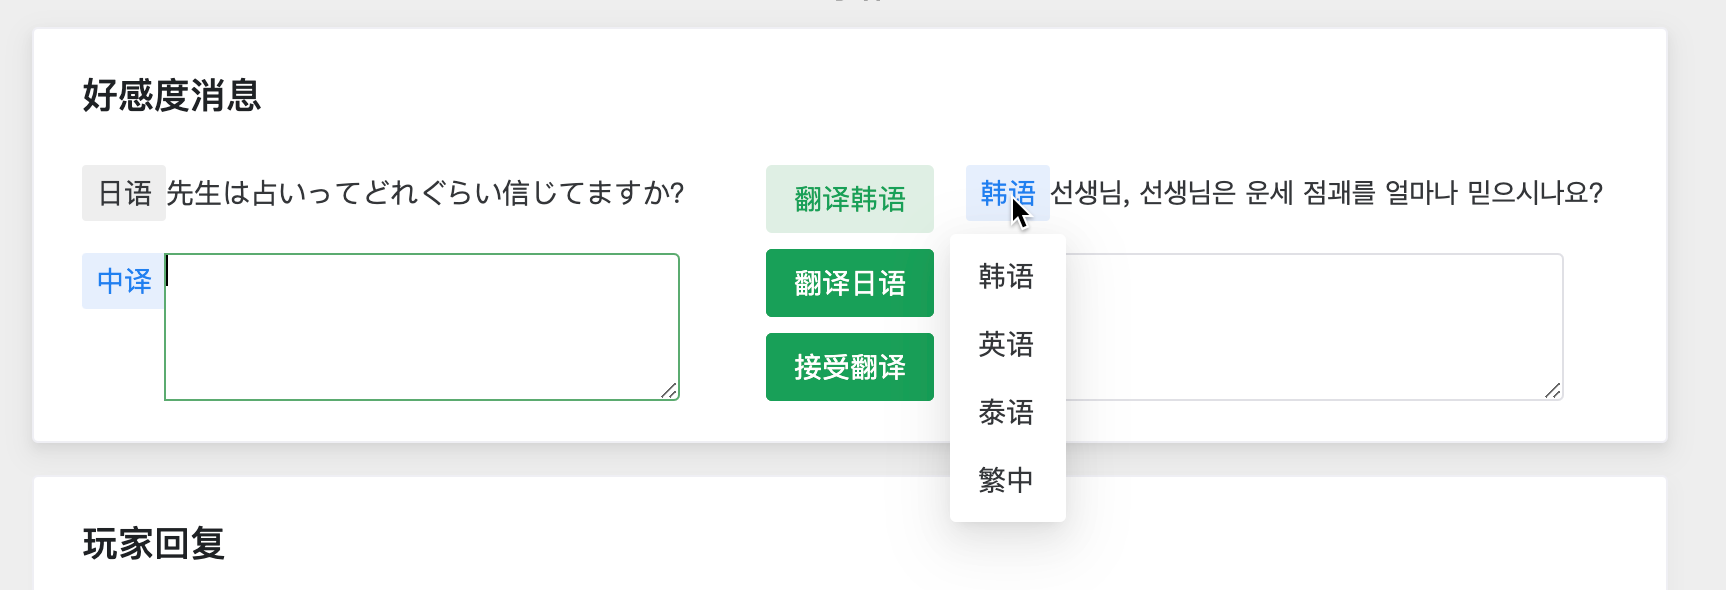 好感度消息
日语 先生は占いってどれぐらい信じてますか?
翻译韩语
韩语 선생님, 선생님은 운세 점괘를 얼마나 믿으시나요?
中译
翻译日语
接受翻译
韩语
英语
泰语
繁中
玩家回复